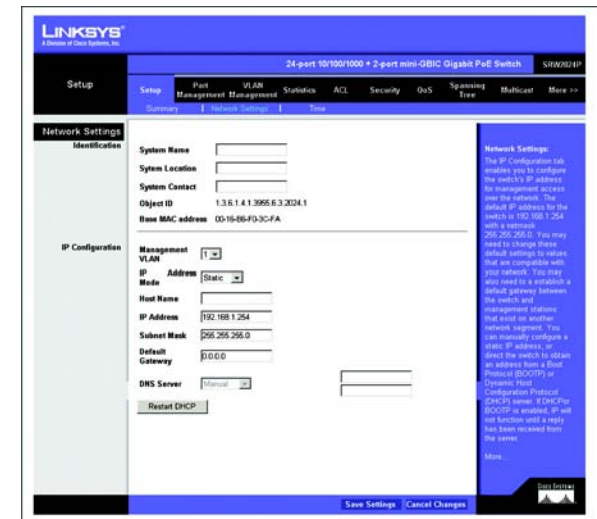 LINKSYS
A Division of Cisco Systems, Inc.
24-port 10/100/1000 + 2-port mini-GBIC Gigabit PoE Switch
SRW2024P
Setup
Setup
Port Management
VLAN Management
Statistics
ACL
Security
QoS
Spanning Tree
Multicast
More >>
Summary
Network Settings
Time
Network Settings
Identification
System Name
Sytem Location
System Contact
Object ID 1.3.6.1.4.1.3955.6.3.2024.1
Base MAC address 00-16-B6-F0-3C-FA
IP Configuration
Management VLAN 1
IP Address Mode Static
Host Name
IP Address 192.168.1.254
Subnet Mask 255.255.255.0
Default Gateway 0.0.0.0
DNS Server Manual
Restart DHCP
Network Settings:
The IP Configuration tab
enables you to configure
the switch's IP address
for management access
over the network. The
default IP address for the
switch is 192.168.1.254
with a netmask
255.255.255.0. You may
need to change these
default settings to values
that are compatible with
your network. You may
also need to a establish a
default gateway between
the switch and
management stations
that exist on another
network segment. You
can manually configure a
static IP address, or
direct the switch to obtain
an address from a Boot
Protocol (BOOTP) or
Dynamic Host
Configuration Protocol
(DHCP) server. If DHCP or
BOOTP is enabled, IP will
not function until a reply
has been received from
the server.
More...
Save Settings
Cancel Changes
CISCO SYSTEMS